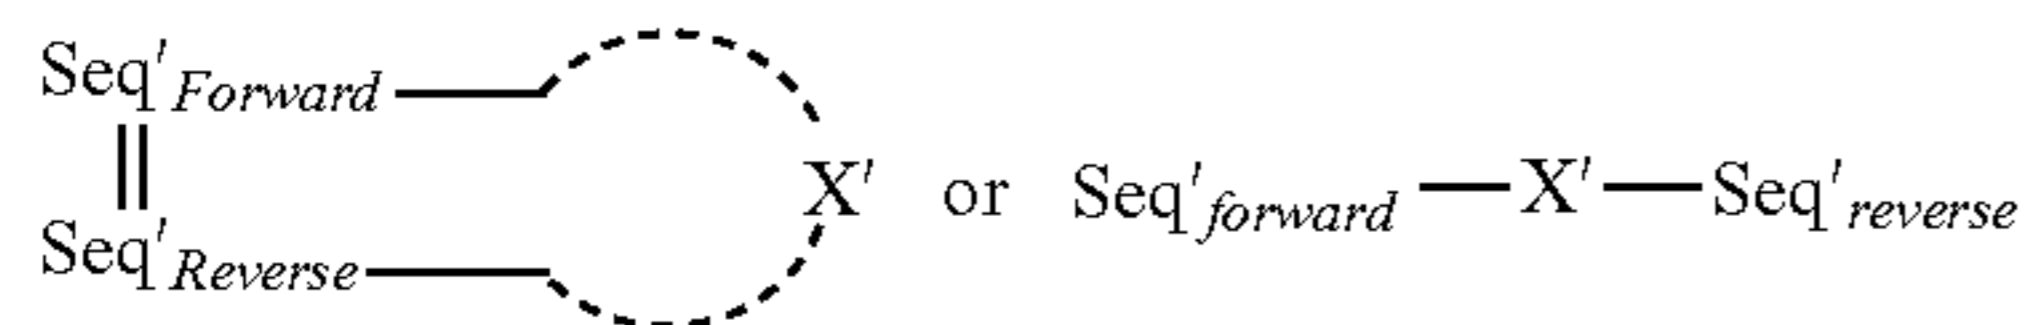 Seq'Forward
X' or Seq'forward — X' — Seq'reverse
Seq'Reverse